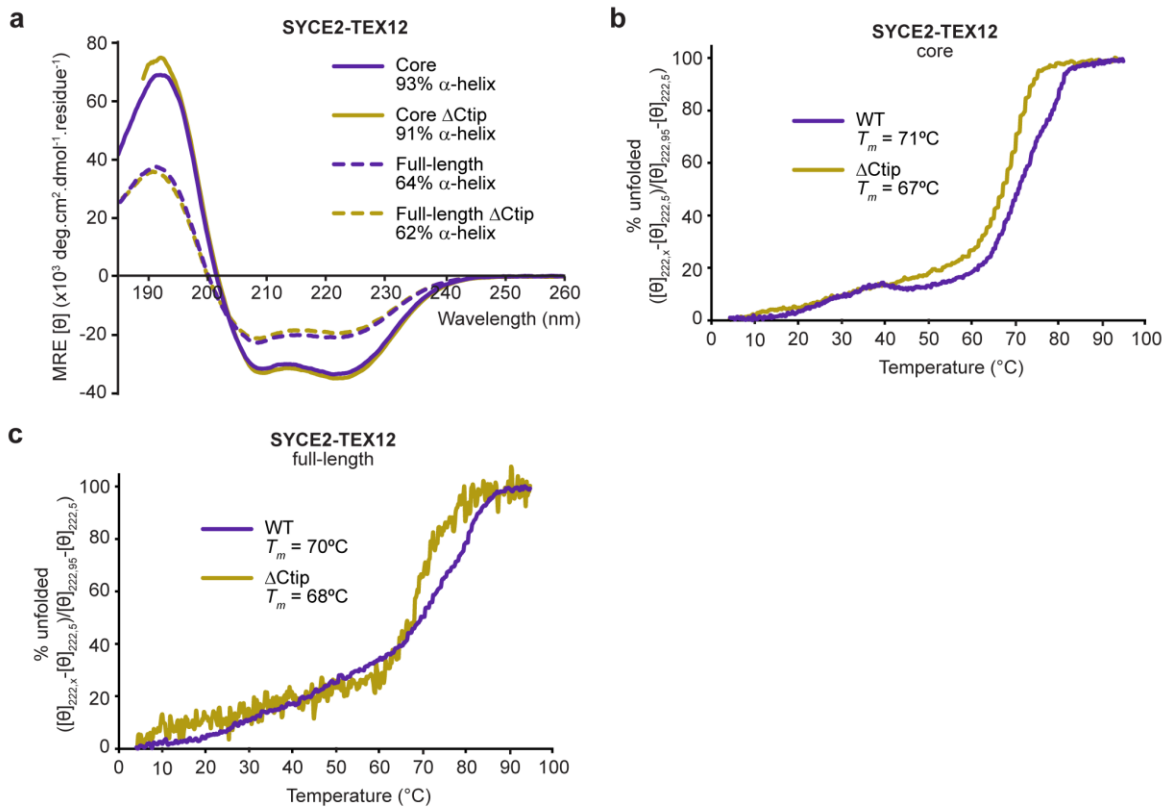 a
SYCE2-TEX12
MRE [θ] (x10³ deg.cm².dmol⁻¹.residue⁻¹)
80
60
40
20
0
-20
-40
190 200 210 220 230 240 250 260
Wavelength (nm)
Core
93% α-helix
Core ΔCtip
91% α-helix
Full-length
64% α-helix
Full-length ΔCtip
62% α-helix
b
SYCE2-TEX12
core
% unfolded
([θ]222,x-[θ]222,5)/[θ]222,95-[θ]222,5)
100
80
60
40
20
0
0 10 20 30 40 50 60 70 80 90 100
Temperature (°C)
WT
Tm = 71ºC
ΔCtip
Tm = 67ºC
c
SYCE2-TEX12
full-length
% unfolded
([θ]222,x-[θ]222,5)/[θ]222,95-[θ]222,5)
100
80
60
40
20
0
0 10 20 30 40 50 60 70 80 90 100
Temperature (°C)
WT
Tm = 70ºC
ΔCtip
Tm = 68ºC